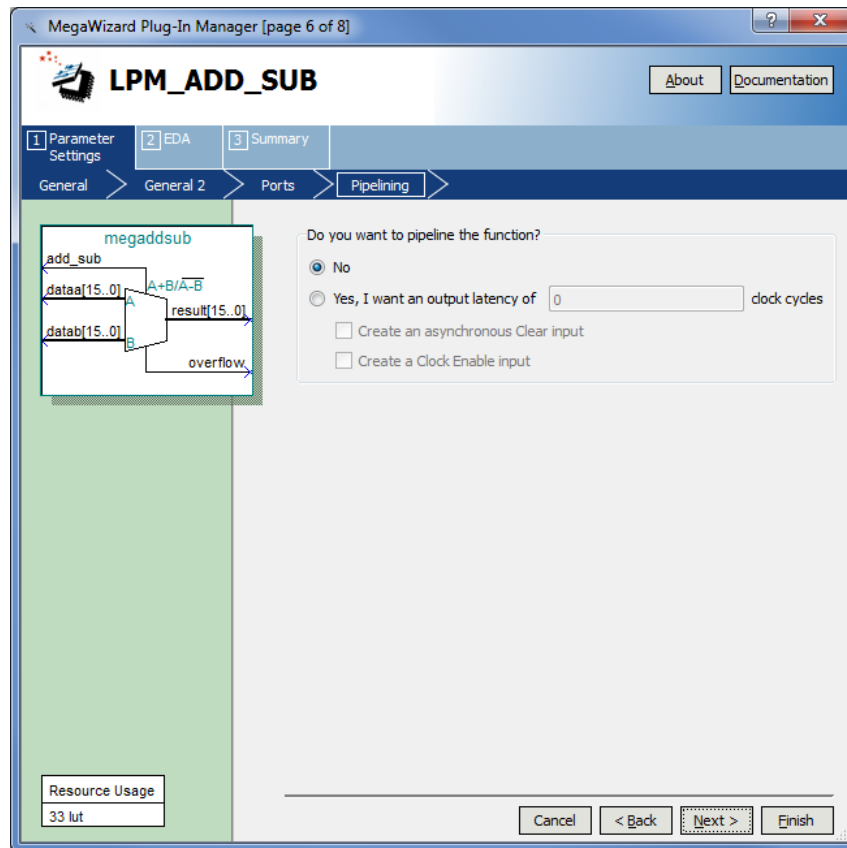 MegaWizard Plug-In Manager [page 6 of 8]
?
X
LPM_ADD_SUB
About
Documentation
1 Parameter Settings
2 EDA
3 Summary
General
General 2
Ports
Pipelining
megaddsub
add_sub
A+B/A-B
dataa[15..0]
A
result[15..0]
datab[15..0]
B
overflow
Do you want to pipeline the function?
No
Yes, I want an output latency of 0 clock cycles
Create an asynchronous Clear input
Create a Clock Enable input
Resource Usage
33 lut
Cancel
< Back
Next >
Finish